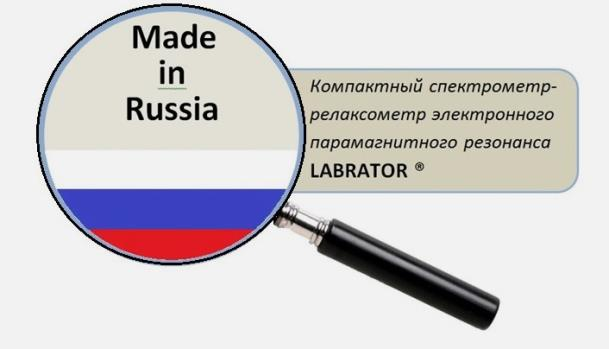 Made
in
Russia
Компактный спектрометр-
релаксометр электронного
парамагнитного резонанса
LABRATOR ®